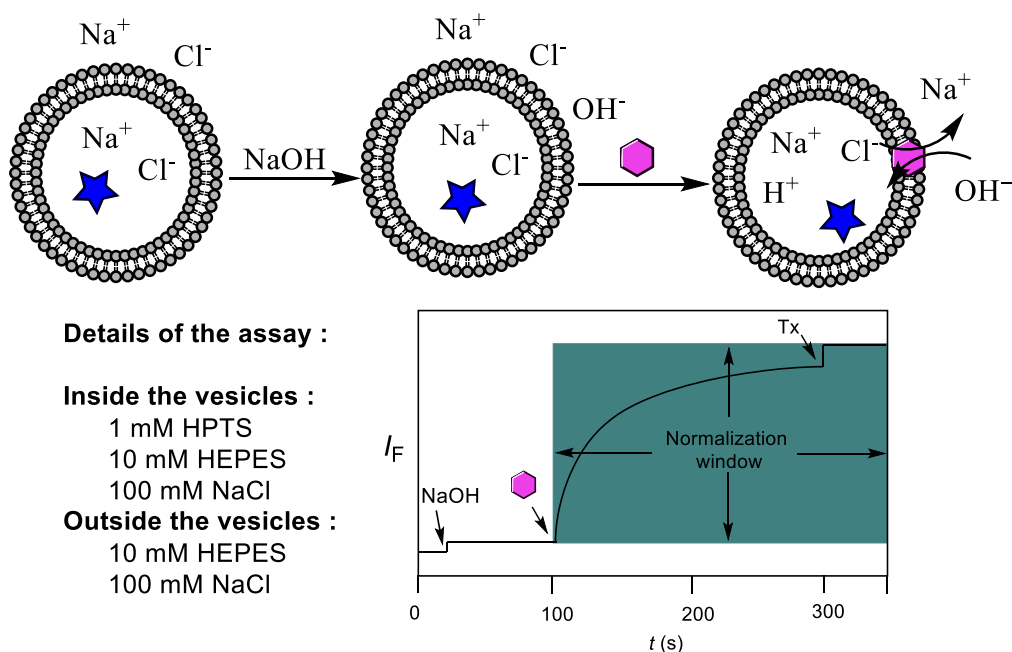 Na⁺
Cl⁻
Na⁺
Cl⁻
NaOH
Na⁺
Cl⁻
OH⁻
Na⁺
Cl⁻
Na⁺
Na⁺
Cl⁻
H⁺
OH⁻
Details of the assay :
Inside the vesicles :
1 mM HPTS
10 mM HEPES
100 mM NaCl
Outside the vesicles :
10 mM HEPES
100 mM NaCl
I_F
NaOH
Tx
Normalization
window
0
100
200
300
t (s)